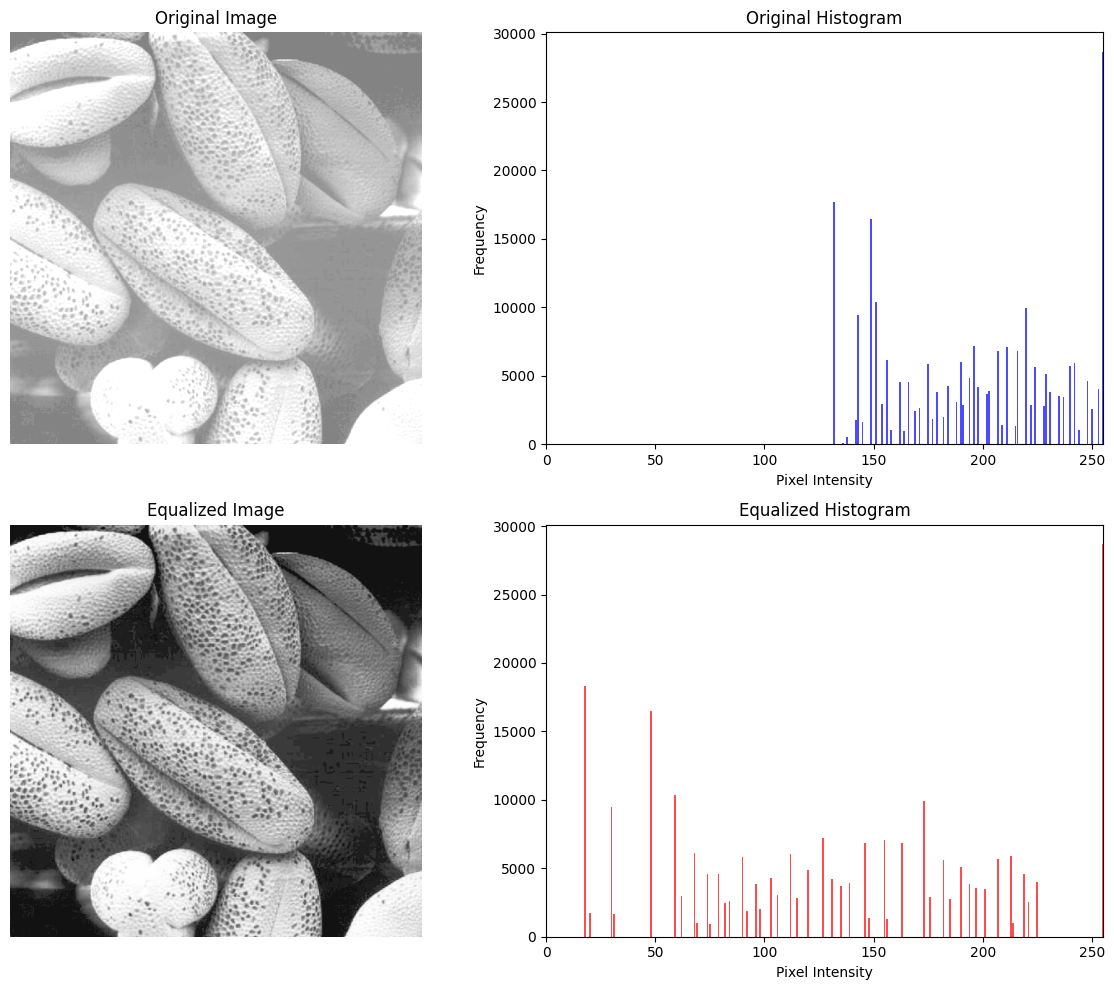 Original Image
Original Histogram
30000
25000
20000
15000
10000
5000
0
Frequency
0 50 100 150 200 250
Pixel Intensity
Equalized Image
Equalized Histogram
30000
25000
20000
15000
10000
5000
0
Frequency
0 50 100 150 200 250
Pixel Intensity